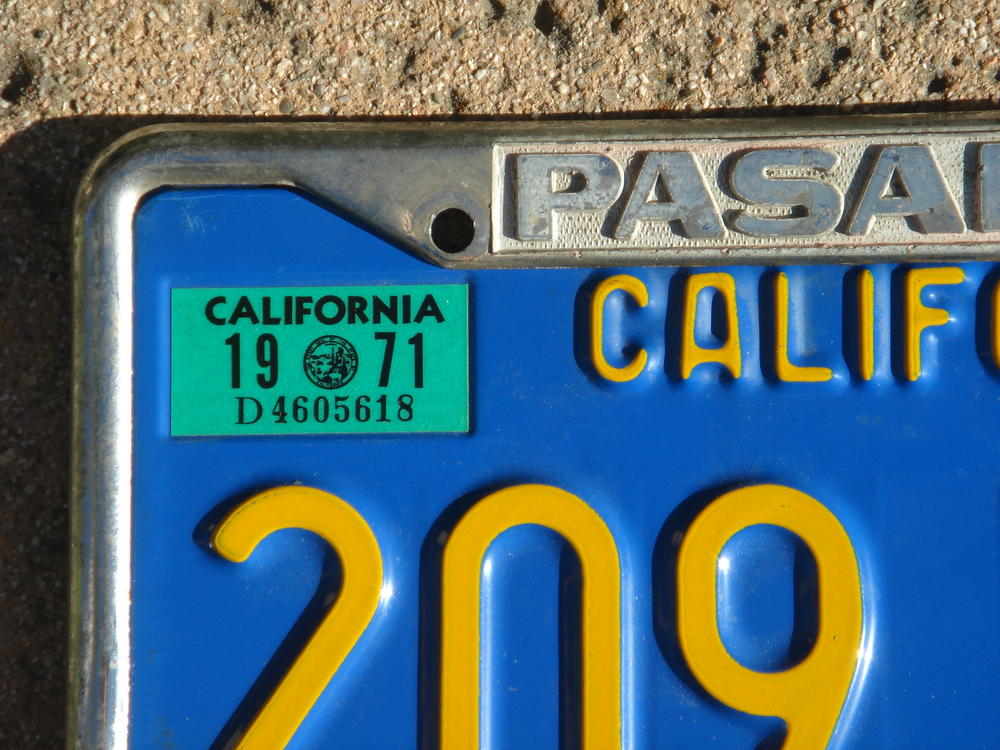 PASA
CALIF
CALIFORNIA
19 71
D4605618
209